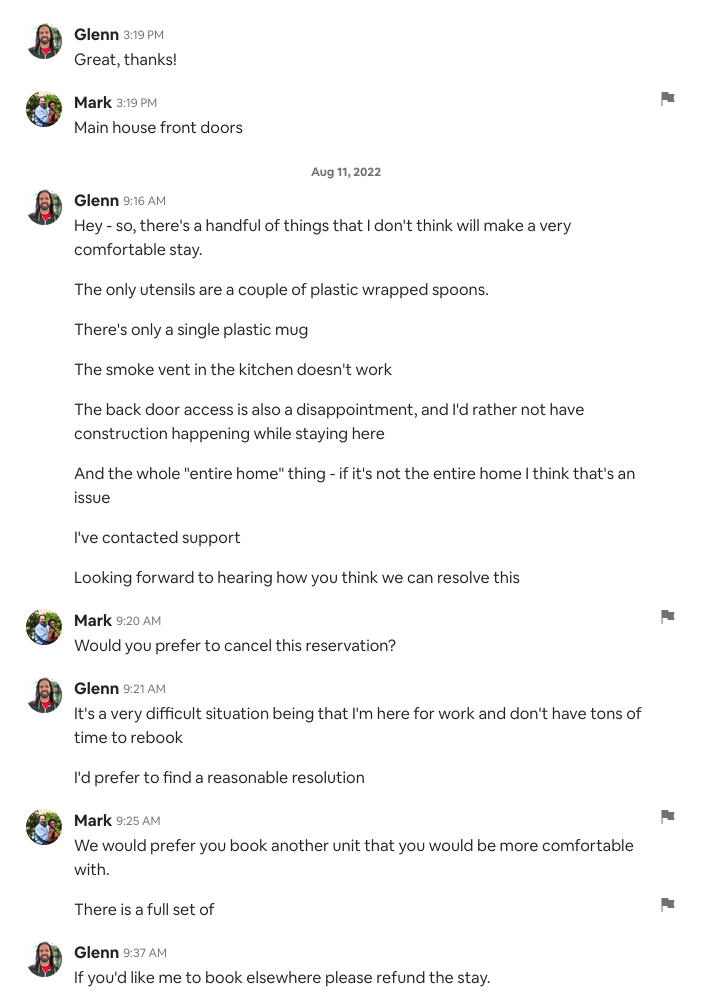 Glenn 3:19 PM
Great, thanks!
Mark 3:19 PM
Main house front doors
Aug 11, 2022
Glenn 9:16 AM
Hey - so, there's a handful of things that I don't think will make a very
comfortable stay.
The only utensils are a couple of plastic wrapped spoons.
There's only a single plastic mug
The smoke vent in the kitchen doesn't work
The back door access is also a disappointment, and I'd rather not have
construction happening while staying here
And the whole "entire home" thing - if it's not the entire home I think that's an
issue
I've contacted support
Looking forward to hearing how you think we can resolve this
Mark 9:20 AM
Would you prefer to cancel this reservation?
Glenn 9:21 AM
It's a very difficult situation being that I'm here for work and don't have tons of
time to rebook
I'd prefer to find a reasonable resolution
Mark 9:25 AM
We would prefer you book another unit that you would be more comfortable
with.
There is a full set of
Glenn 9:37 AM
If you'd like me to book elsewhere please refund the stay.